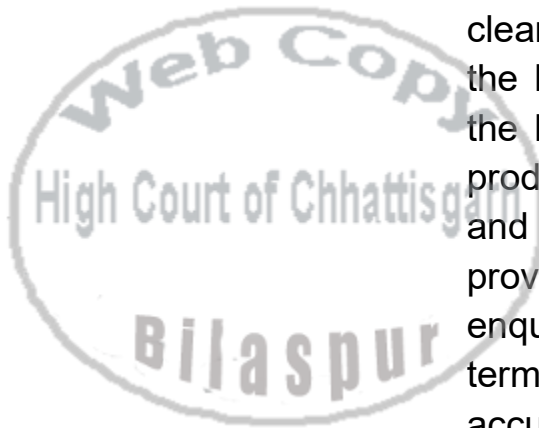 Web Copy
High Court of Chhattisgarh
Bilaspur
clear
the
the
prod
and
prov
enqu
term
accu